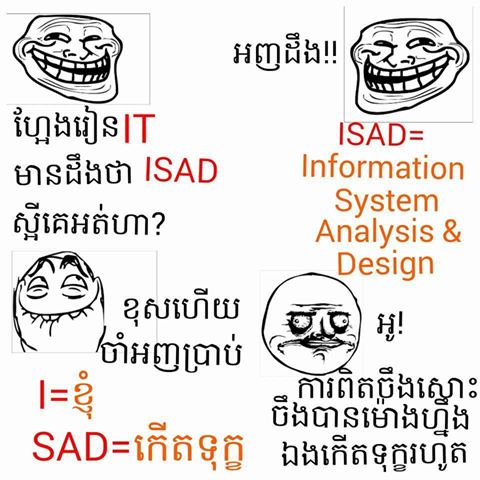 ហ្អែងរៀនIT
មានដឹងថា ISAD
ស្អីគេអត់ហា?
អញដឹង!!
ISAD=
Information
System
Analysis &
Design
ខុសហើយ
ចាំអញប្រាប់
I=ខ្ញុំ
SAD=កើតទុក្ខ
អូ!
ការពិតចឹងសោះ
ចឹងបានម៉ោងហ្នឹង
ឯងកើតទុក្ខរហូត